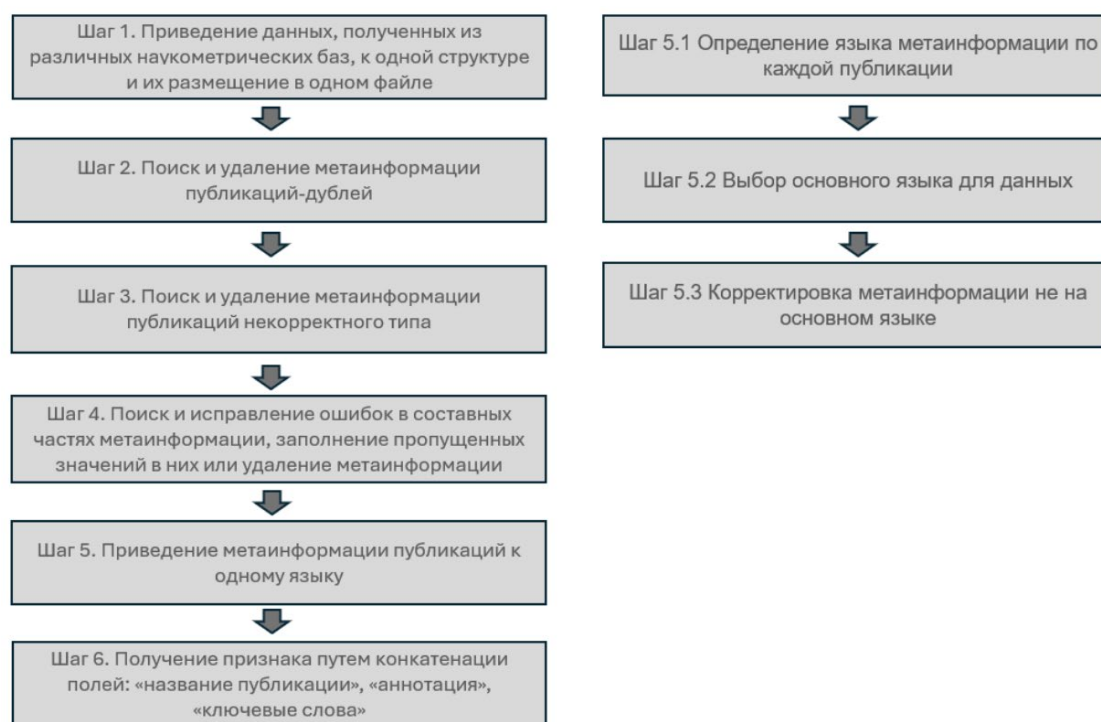 Шаг 1. Приведение данных, полученных из
различных наукометрических баз, к одной структуре
и их размещение в одном файле
Шаг 2. Поиск и удаление метаинформации
публикаций-дублей
Шаг 3. Поиск и удаление метаинформации
публикаций некорректного типа
Шаг 4. Поиск и исправление ошибок в составных
частях метаинформации, заполнение пропущенных
значений в них или удаление метаинформации
Шаг 5. Приведение метаинформации публикаций к
одному языку
Шаг 6. Получение признака путем конкатенации
полей: «название публикации», «аннотация»,
«ключевые слова»
Шаг 5.1 Определение языка метаинформации по
каждой публикации
Шаг 5.2 Выбор основного языка для данных
Шаг 5.3 Корректировка метаинформации не на
основном языке